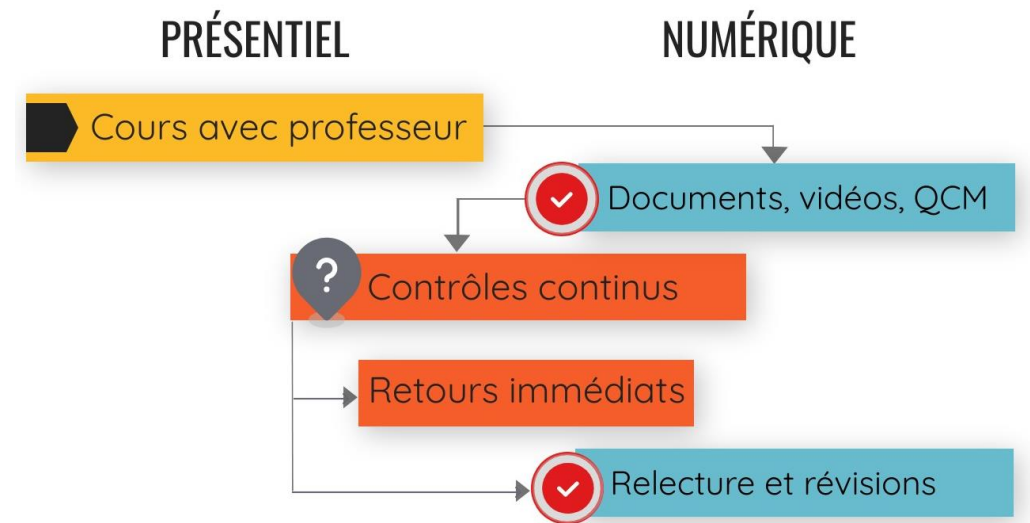 PRÉSENTIEL
NUMÉRIQUE
Cours avec professeur
Documents, vidéos, QCM
?
Contrôles continus
Retours immédiats
Relecture et révisions